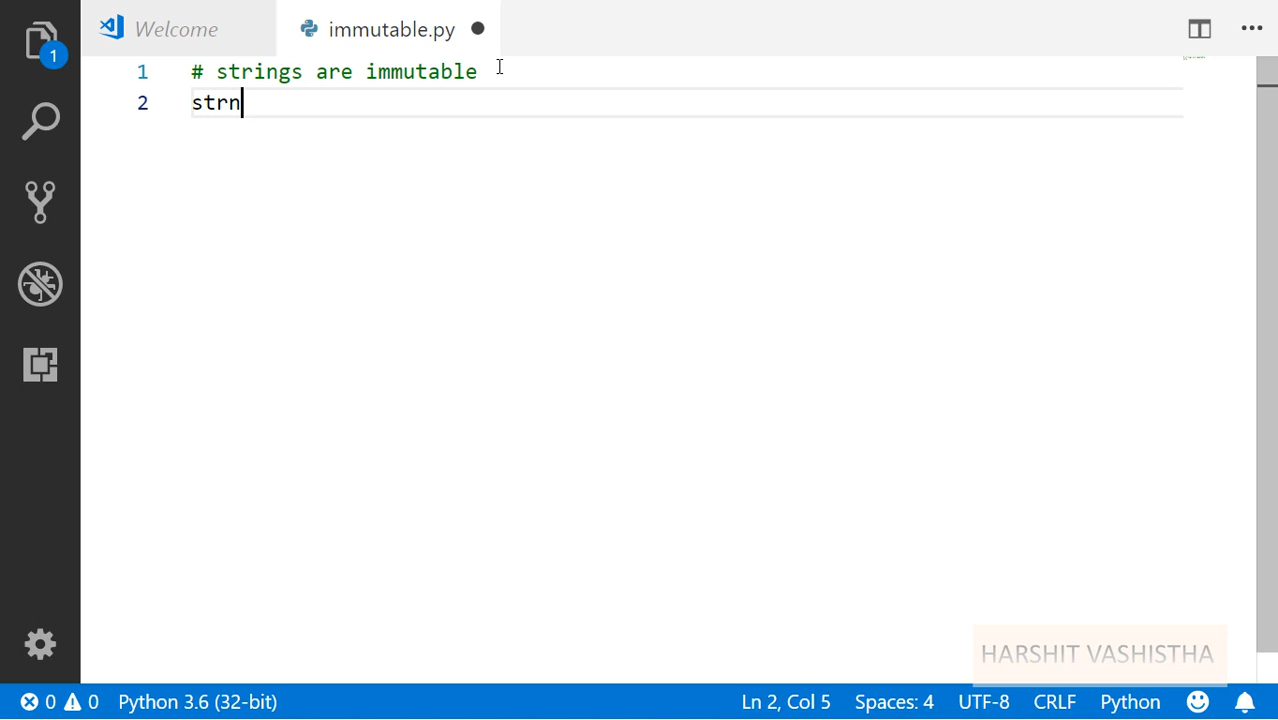 Welcome
immutable.py
1
1 # strings are immutable
2 strn
HARSHIT VASHISTHA
0 0 Python 3.6 (32-bit) Ln 2, Col 5 Spaces: 4 UTF-8 CRLF Python